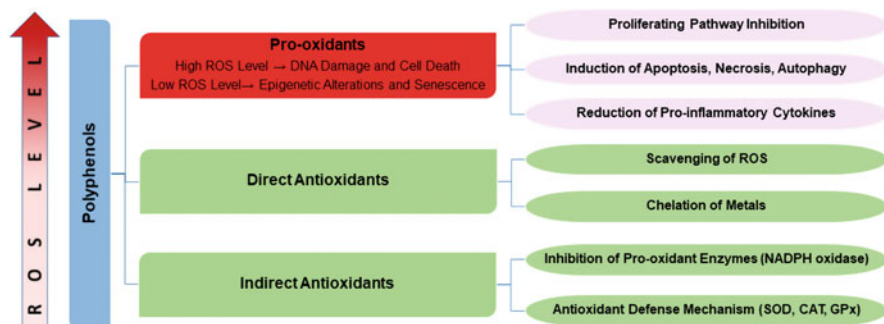 ROS LEVEL
Polyphenols
Pro-oxidants
High ROS Level → DNA Damage and Cell Death
Low ROS Level→ Epigenetic Alterations and Senescence
Proliferating Pathway Inhibition
Induction of Apoptosis, Necrosis, Autophagy
Reduction of Pro-inflammatory Cytokines
Direct Antioxidants
Scavenging of ROS
Chelation of Metals
Indirect Antioxidants
Inhibition of Pro-oxidant Enzymes (NADPH oxidase)
Antioxidant Defense Mechanism (SOD, CAT, GPx)